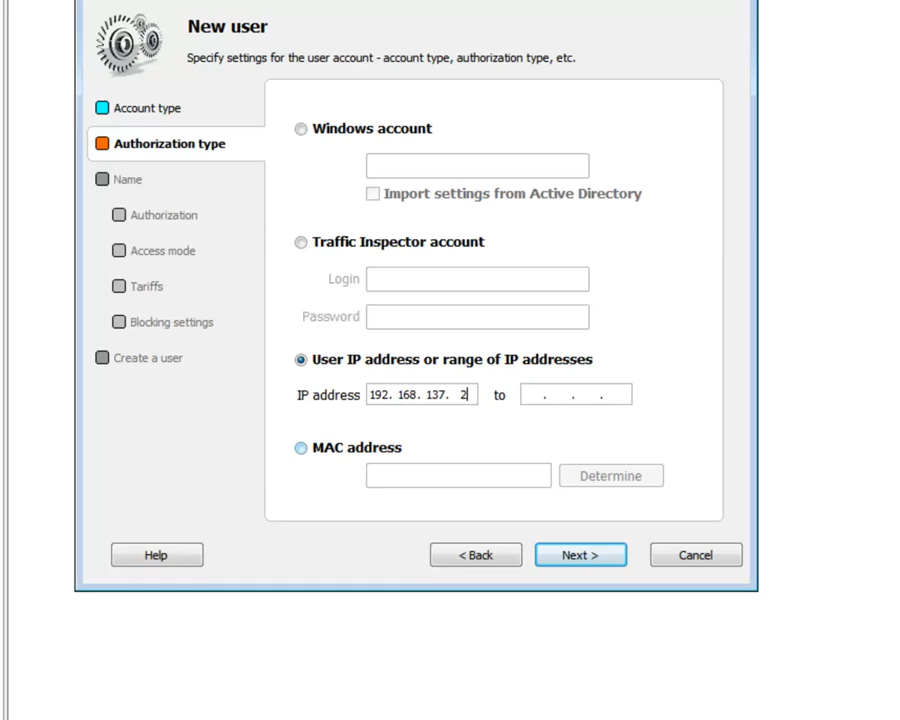 New user
Specify settings for the user account - account type, authorization type, etc.
Account type
Authorization type
Name
Authorization
Access mode
Tariffs
Blocking settings
Create a user
Windows account
Import settings from Active Directory
Traffic Inspector account
Login
Password
User IP address or range of IP addresses
IP address 192. 168. 137. 2 to . . .
MAC address
Determine
Help < Back Next > Cancel